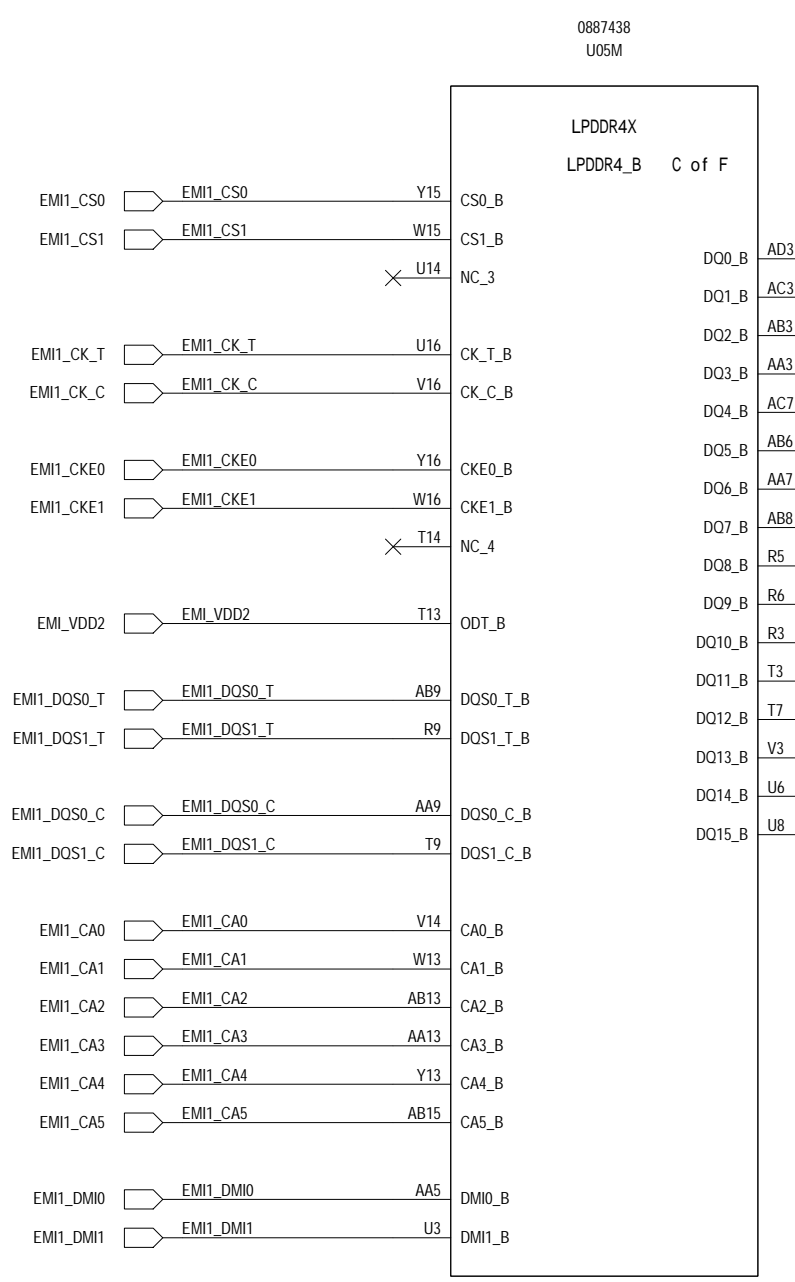 0887438
U05M
LPDDR4X
LPDDR4_B C of F
EMI1_CS0 EMI1_CS0 Y15 CS0_B
EMI1_CS1 EMI1_CS1 W15 CS1_B
DQ0_B AD3
U14 NC_3
DQ1_B AC3
DQ2_B AB3
EMI1_CK_T EMI1_CK_T U16 CK_T_B
DQ3_B AA3
EMI1_CK_C EMI1_CK_C V16 CK_C_B
DQ4_B AC7
DQ5_B AB6
EMI1_CKE0 EMI1_CKE0 Y16 CKE0_B
DQ6_B AA7
EMI1_CKE1 EMI1_CKE1 W16 CKE1_B
DQ7_B AB8
T14 NC_4
DQ8_B R5
DQ9_B R6
EMI_VDD2 EMI_VDD2 T13 ODT_B
DQ10_B R3
DQ11_B T3
EMI1_DQS0_T EMI1_DQS0_T AB9 DQS0_T_B
DQ12_B T7
EMI1_DQS1_T EMI1_DQS1_T R9 DQS1_T_B
DQ13_B V3
DQ14_B U6
EMI1_DQS0_C EMI1_DQS0_C AA9 DQS0_C_B
DQ15_B U8
EMI1_DQS1_C EMI1_DQS1_C T9 DQS1_C_B
EMI1_CA0 EMI1_CA0 V14 CA0_B
EMI1_CA1 EMI1_CA1 W13 CA1_B
EMI1_CA2 EMI1_CA2 AB13 CA2_B
EMI1_CA3 EMI1_CA3 AA13 CA3_B
EMI1_CA4 EMI1_CA4 Y13 CA4_B
EMI1_CA5 EMI1_CA5 AB15 CA5_B
EMI1_DMI0 EMI1_DMI0 AA5 DMI0_B
EMI1_DMI1 EMI1_DMI1 U3 DMI1_B